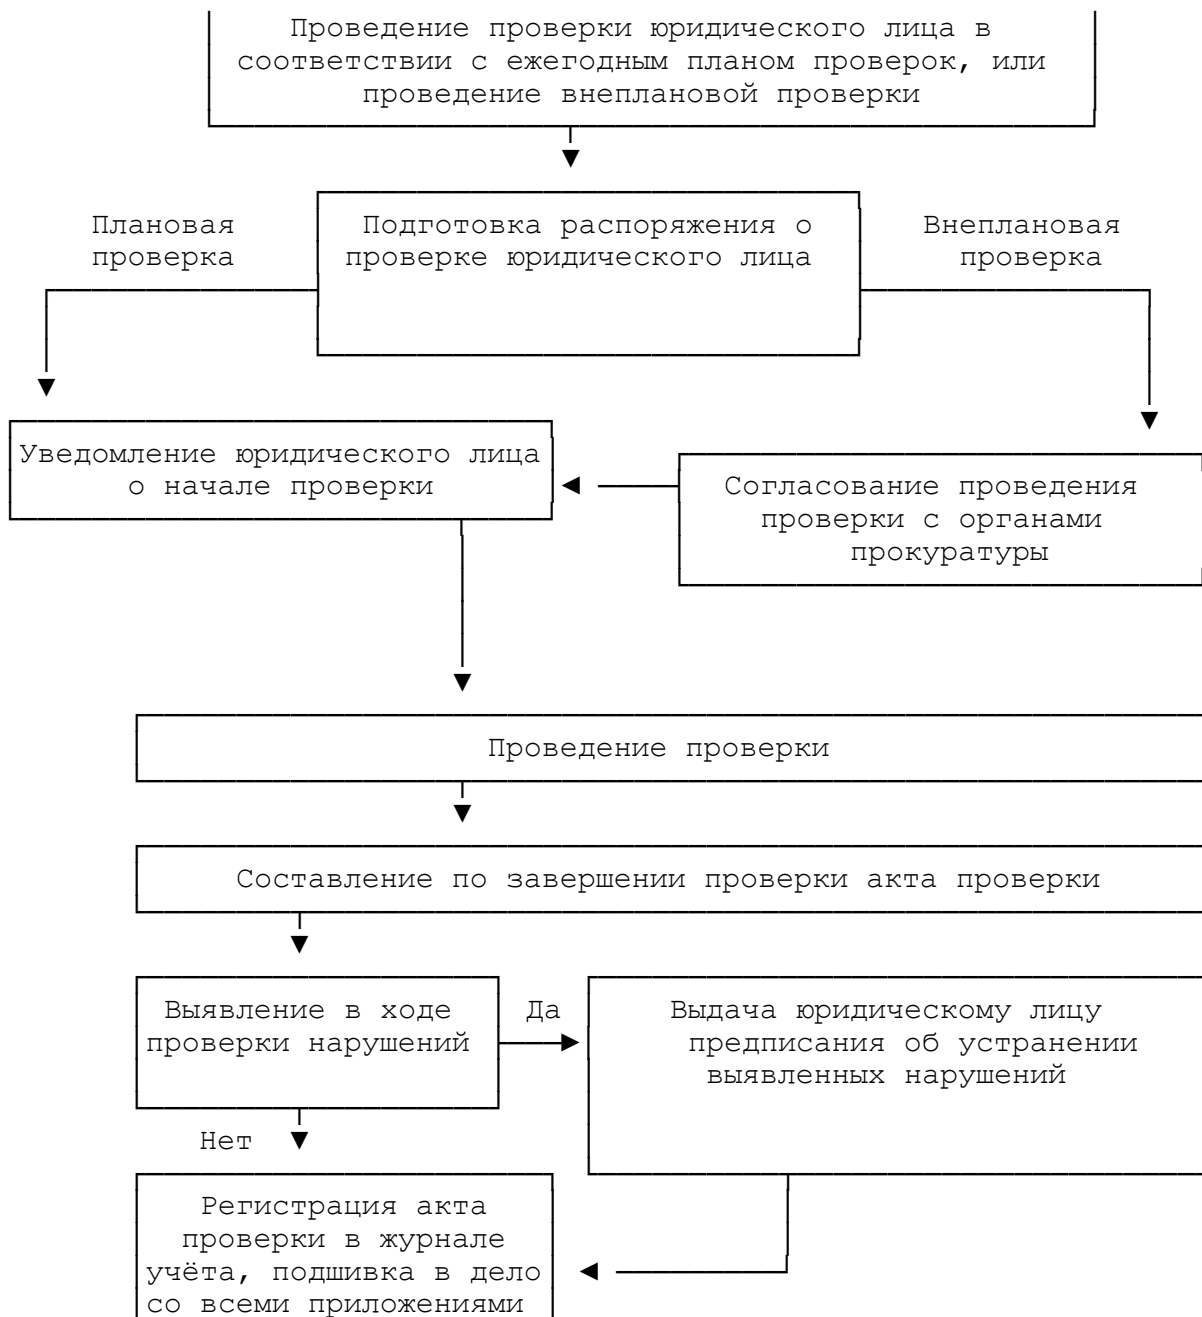 Проведение проверки юридического лица в
соответствии с ежегодным планом проверок, или
проведение внеплановой проверки
Плановая
проверка
Подготовка распоряжения о
проверке юридического лица
Внеплановая
проверка
Уведомление юридического лица
о начале проверки
Согласование проведения
проверки с органами
прокуратуры
Проведение проверки
Составление по завершении проверки акта проверки
Выявление в ходе
проверки нарушений
Да
Выдача юридическому лицу
предписания об устранении
выявленных нарушений
Нет
Регистрация акта
проверки в журнале
учёта, подшивка в дело
со всеми приложениями